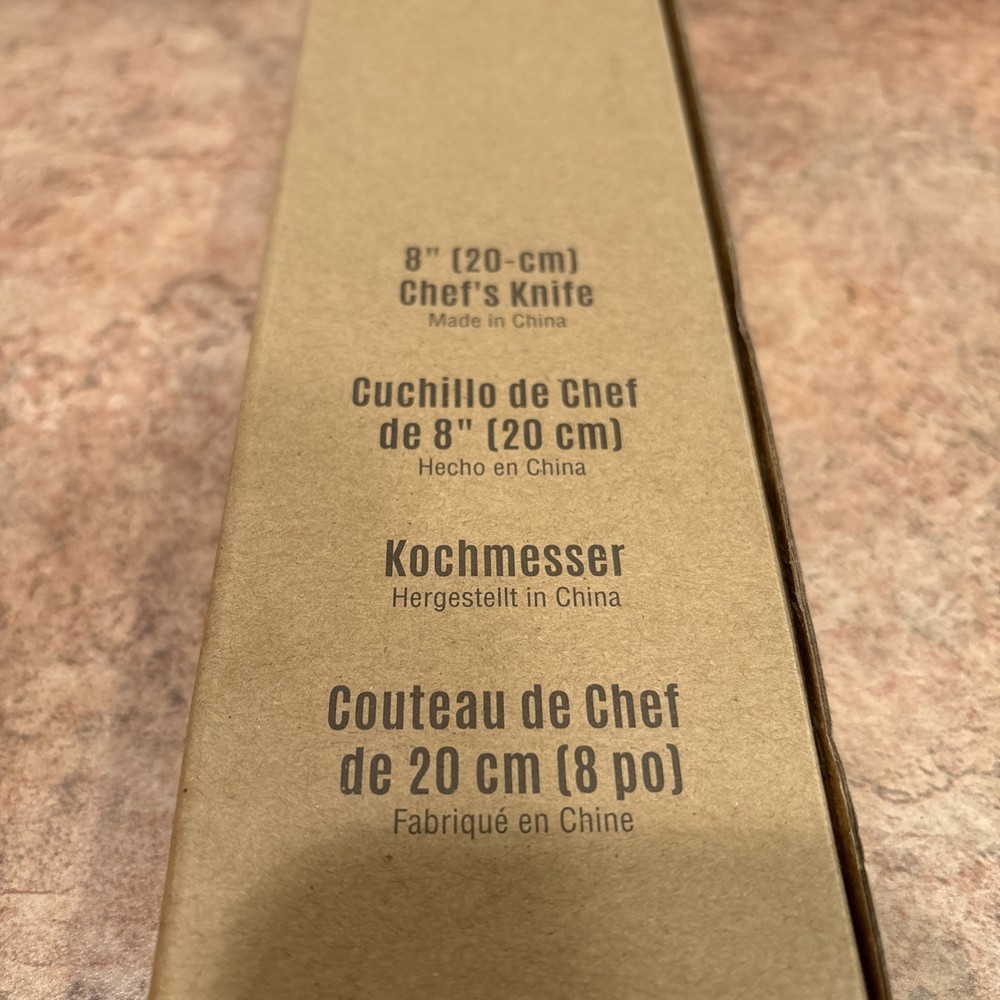 8" (20-cm)
Chef's Knife
Made in China
Cuchillo de Chef
de 8" (20 cm)
Hecho en China
Kochmesser
Hergestellt in China
Couteau de Chef
de 20 cm (8 po)
Fabriqué en Chine